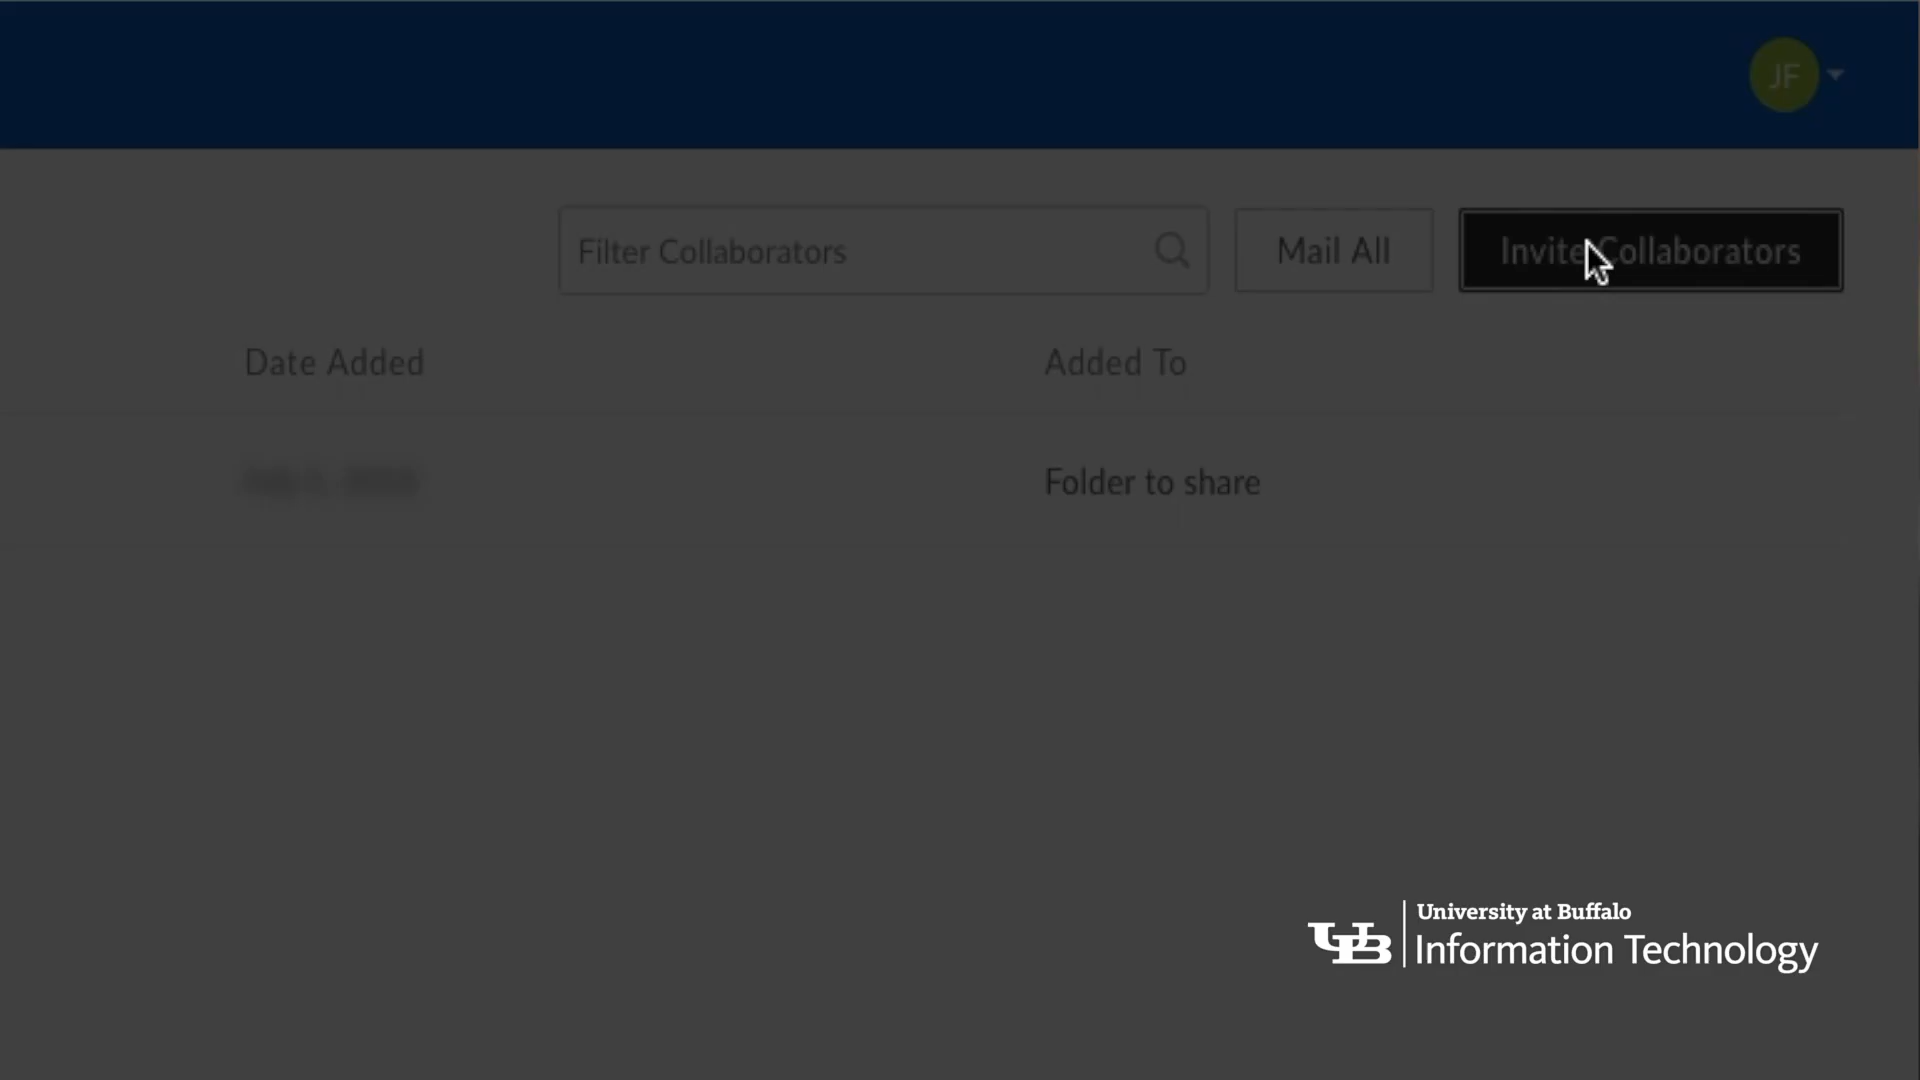 JF
Filter Collaborators
Mail All
Invite Collaborators
Date Added
Added To
Folder to share
University at Buffalo
UB
Information Technology